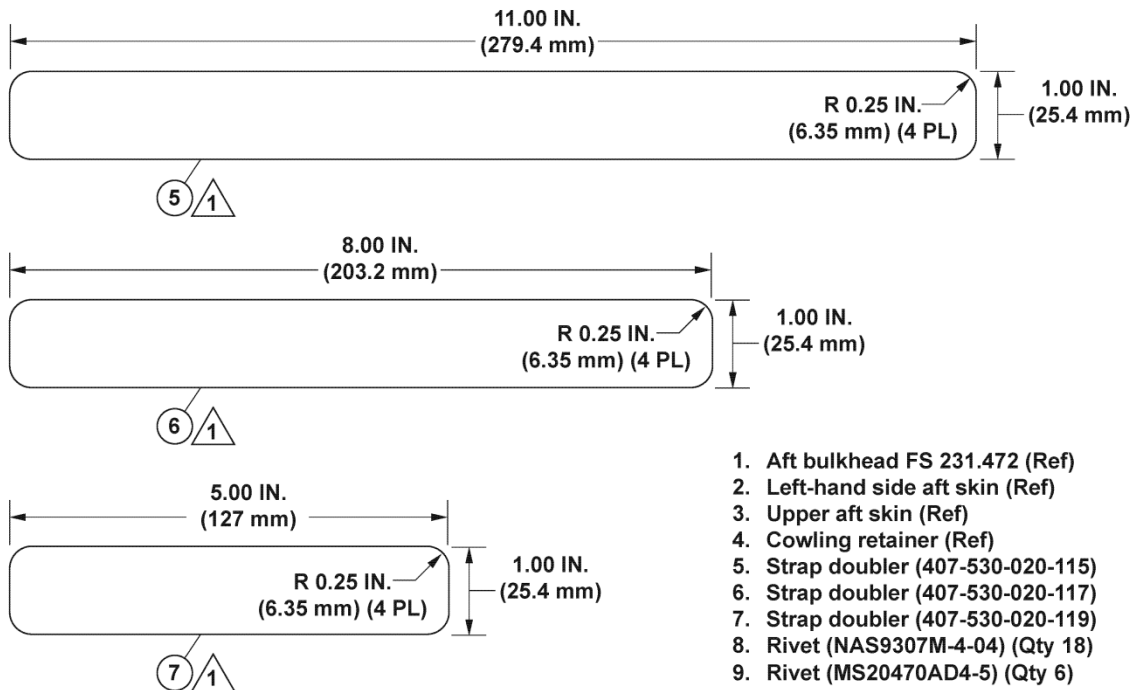 11.00 IN.
(279.4 mm)
R 0.25 IN.
(6.35 mm) (4 PL)
1.00 IN.
(25.4 mm)
5 1
8.00 IN.
(203.2 mm)
R 0.25 IN.
(6.35 mm) (4 PL)
1.00 IN.
(25.4 mm)
6 1
5.00 IN.
(127 mm)
R 0.25 IN.
(6.35 mm) (4 PL)
1.00 IN.
(25.4 mm)
7 1
1. Aft bulkhead FS 231.472 (Ref)
2. Left-hand side aft skin (Ref)
3. Upper aft skin (Ref)
4. Cowling retainer (Ref)
5. Strap doubler (407-530-020-115)
6. Strap doubler (407-530-020-117)
7. Strap doubler (407-530-020-119)
8. Rivet (NAS9307M-4-04) (Qty 18)
9. Rivet (MS20470AD4-5) (Qty 6)